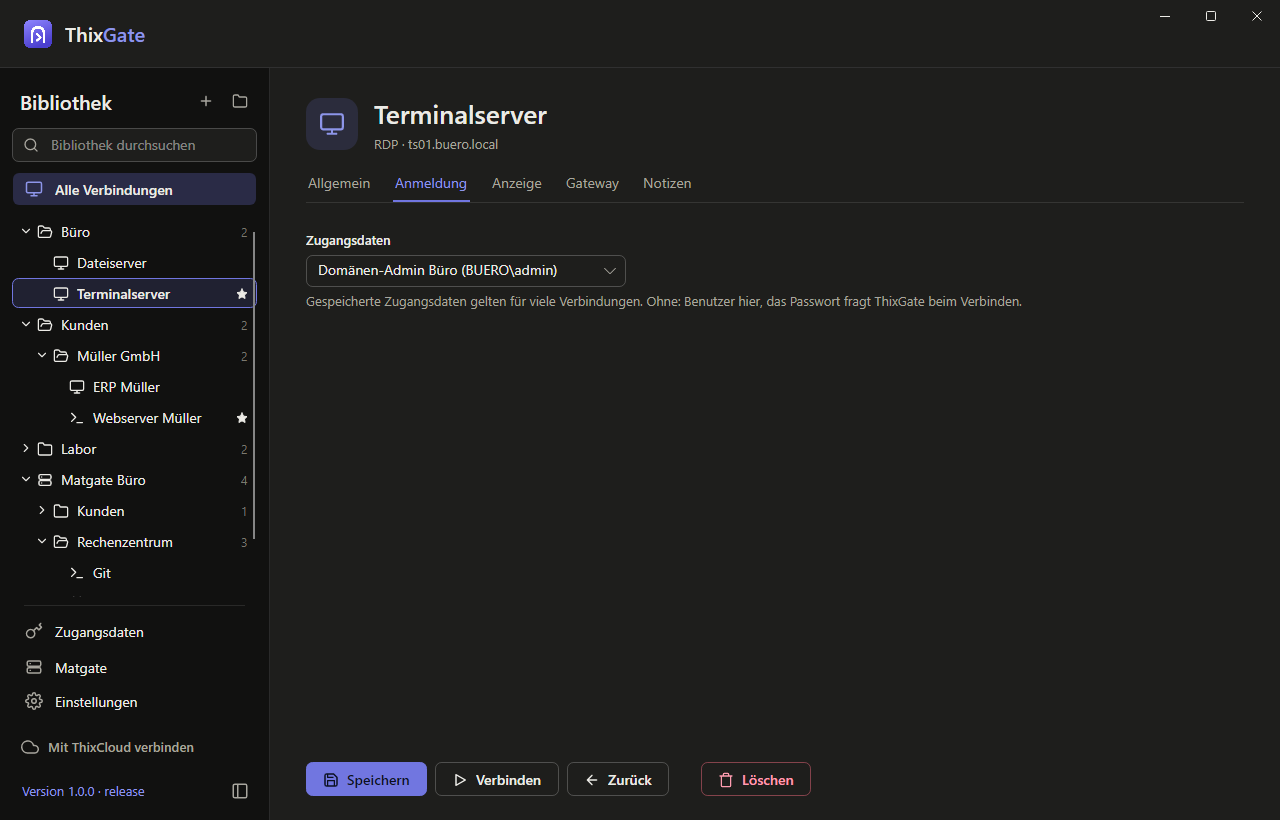 ThixGate
Bibliothek
Bibliothek durchsuchen
Alle Verbindungen
Büro 2
Dateiserver
Terminalserver
Kunden 2
Müller GmbH 2
ERP Müller
Webserver Müller
Labor 2
Matgate Büro 4
Kunden 1
Rechenzentrum 3
Git
Zugangsdaten
Matgate
Einstellungen
Mit ThixCloud verbinden
Version 1.0.0 · release
Terminalserver
RDP · ts01.buero.local
Allgemein Anmeldung Anzeige Gateway Notizen
Zugangsdaten
Domänen-Admin Büro (BUERO\admin)
Gespeicherte Zugangsdaten gelten für viele Verbindungen. Ohne: Benutzer hier, das Passwort fragt ThixGate beim Verbinden.
Speichern Verbinden Zurück Löschen